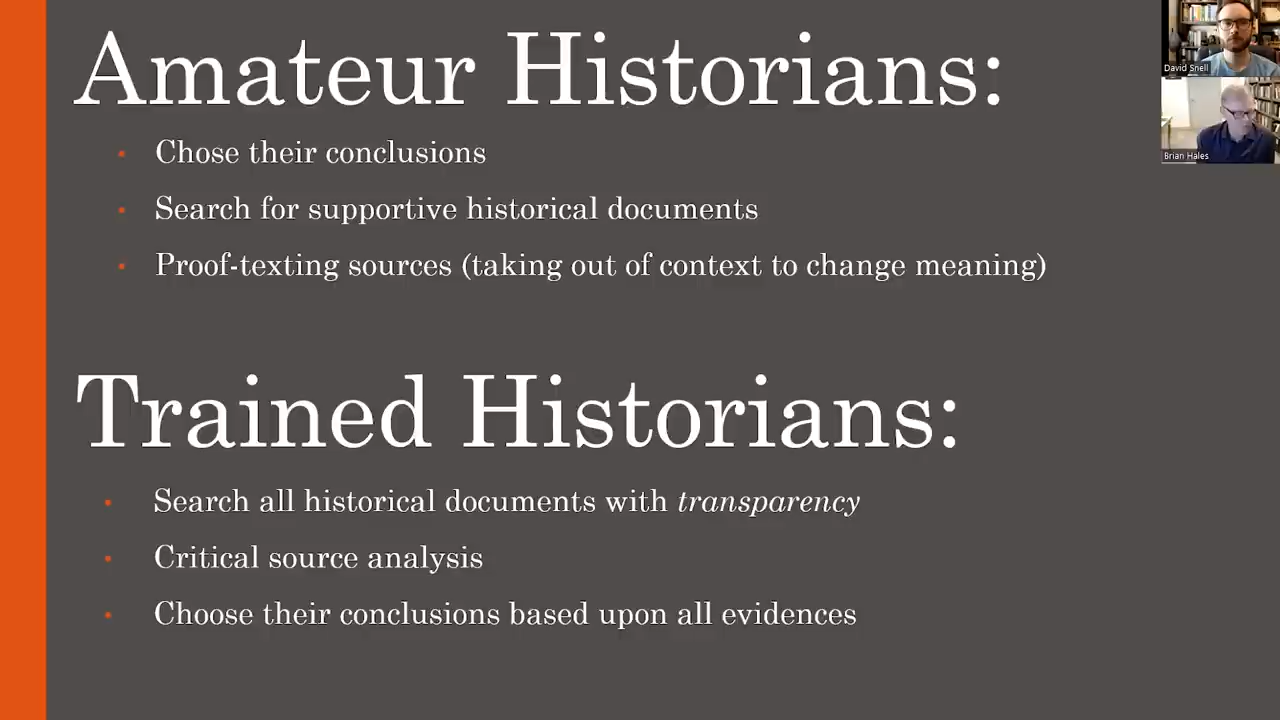 Amateur Historians:
Chose their conclusions
Search for supportive historical documents
Proof-texting sources (taking out of context to change meaning)
Trained Historians:
Search all historical documents with transparency
Critical source analysis
Choose their conclusions based upon all evidences
David Snell
Brian Hales